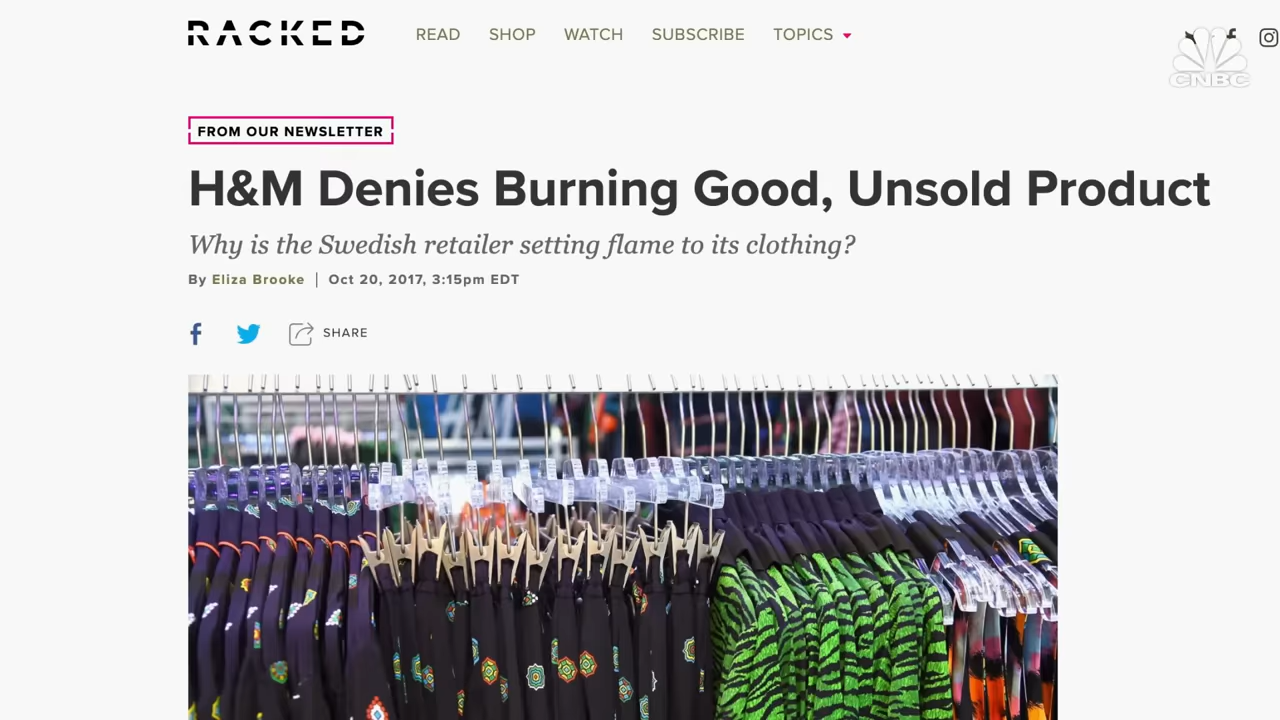 RACKED
READ SHOP WATCH SUBSCRIBE TOPICS
CNBC
FROM OUR NEWSLETTER
H&M Denies Burning Good, Unsold Product
Why is the Swedish retailer setting flame to its clothing?
By Eliza Brooke | Oct 20, 2017, 3:15pm EDT
SHARE